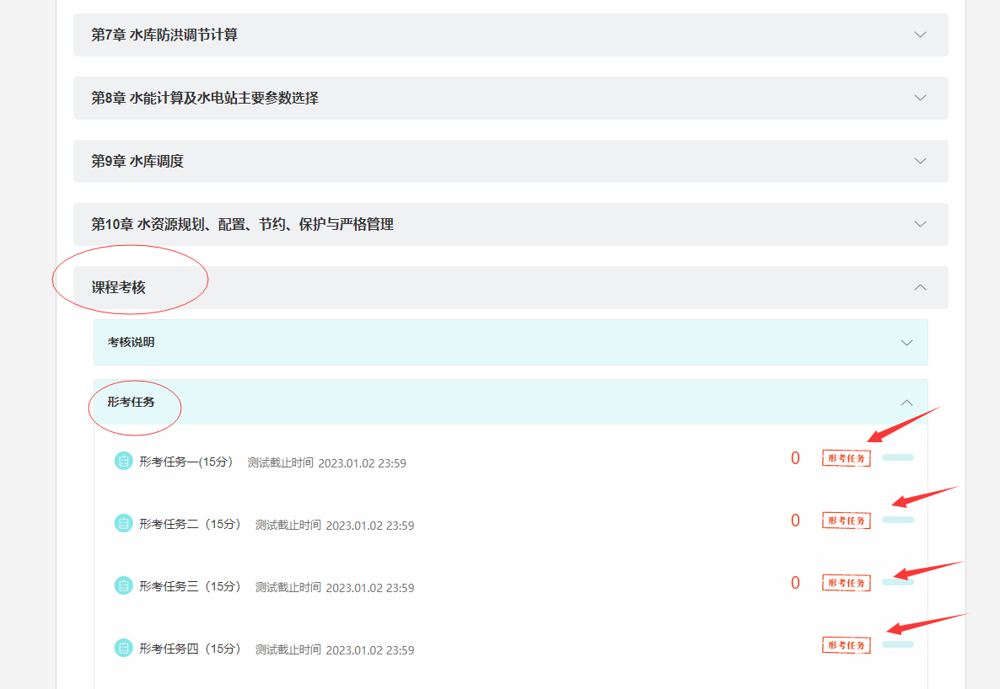 第7章 水库防洪调节计算
第8章 水能计算及水电站主要参数选择
第9章 水库调度
第10章 水资源规划、配置、节约、保护与严格管理
课程考核
考核说明
形考任务
形考任务一(15分） 测试截止时间 2023.01.02 23:59 0 形考任务
形考任务二（15分） 测试截止时间 2023.01.02 23:59 0 形考任务
形考任务三（15分） 测试截止时间 2023.01.02 23:59 0 形考任务
形考任务四（15分） 测试截止时间 2023.01.02 23:59 形考任务